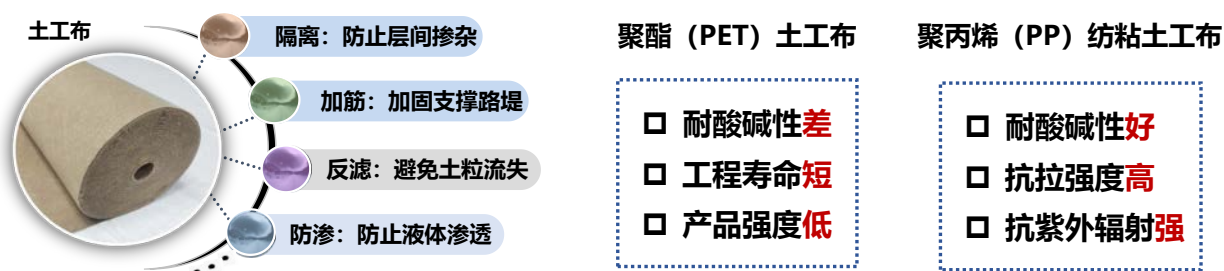 土工布
隔离：防止层间掺杂
加筋：加固支撑路堤
反滤：避免土粒流失
防渗：防止液体渗透
聚酯（PET）土工布
耐酸碱性差
工程寿命短
产品强度低
聚丙烯（PP）纺粘土工布
耐酸碱性好
抗拉强度高
抗紫外辐射强